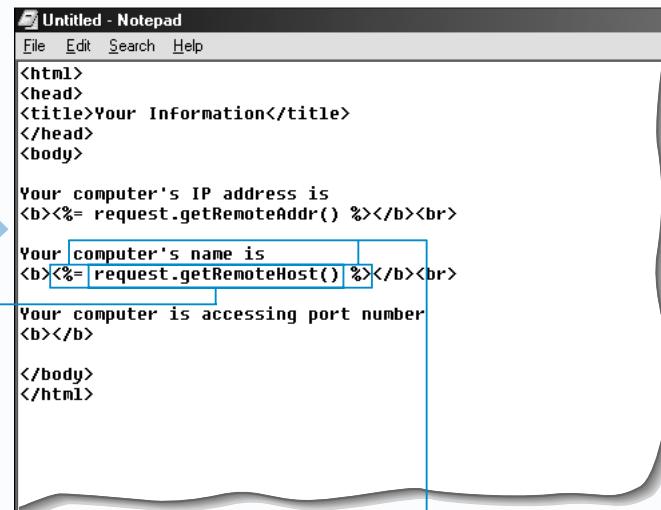 Untitled - Notepad
File Edit Search Help
<html>
<head>
<title>Your Information</title>
</head>
<body>
Your computer's IP address is
<b><%= request.getRemoteAddr() %></b><br>
Your computer's name is
<b><%= request.getRemoteHost() %></b><br>
Your computer is accessing port number
<b></b>
</body>
</html>